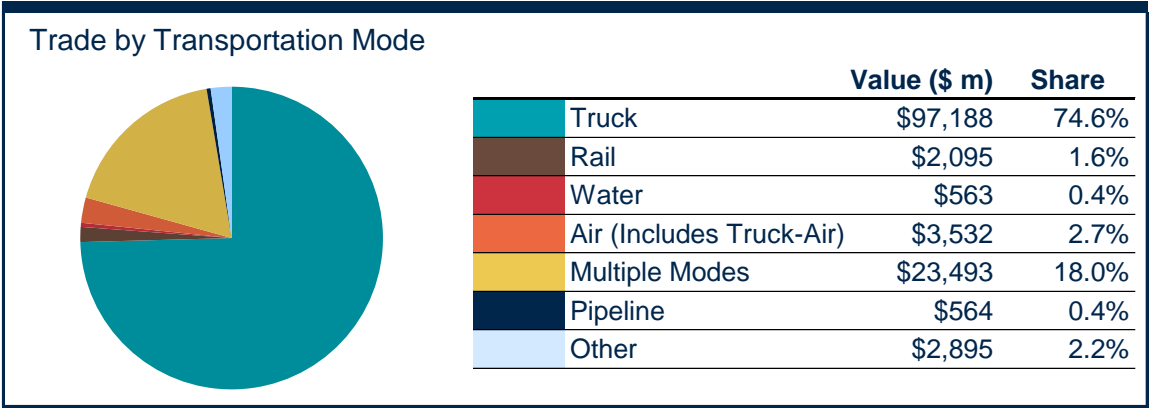 Trade by Transportation Mode
Value ($ m) Share
Truck $97,188 74.6%
Rail $2,095 1.6%
Water $563 0.4%
Air (Includes Truck-Air) $3,532 2.7%
Multiple Modes $23,493 18.0%
Pipeline $564 0.4%
Other $2,895 2.2%